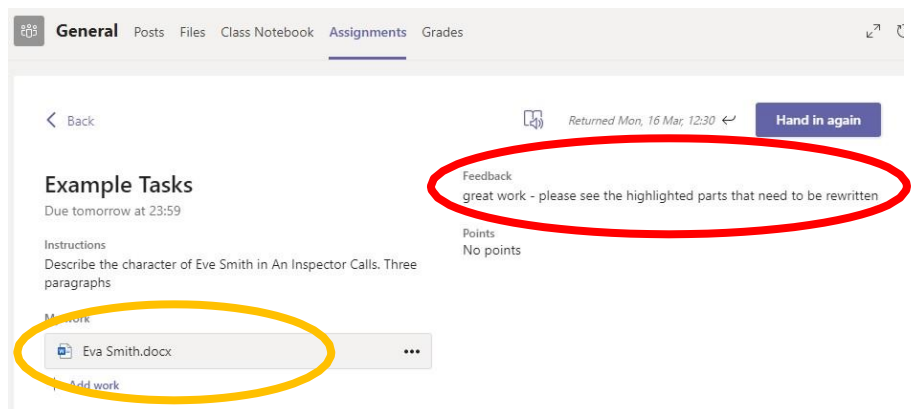 General Posts Files Class Notebook Assignments Grades
Back
Returned Mon, 16 Mar, 12:30
Hand in again
Example Tasks
Due tomorrow at 23:59
Instructions
Describe the character of Eve Smith in An Inspector Calls. Three
paragraphs
My work
Eva Smith.docx
Add work
Feedback
great work - please see the highlighted parts that need to be rewritten
Points
No points